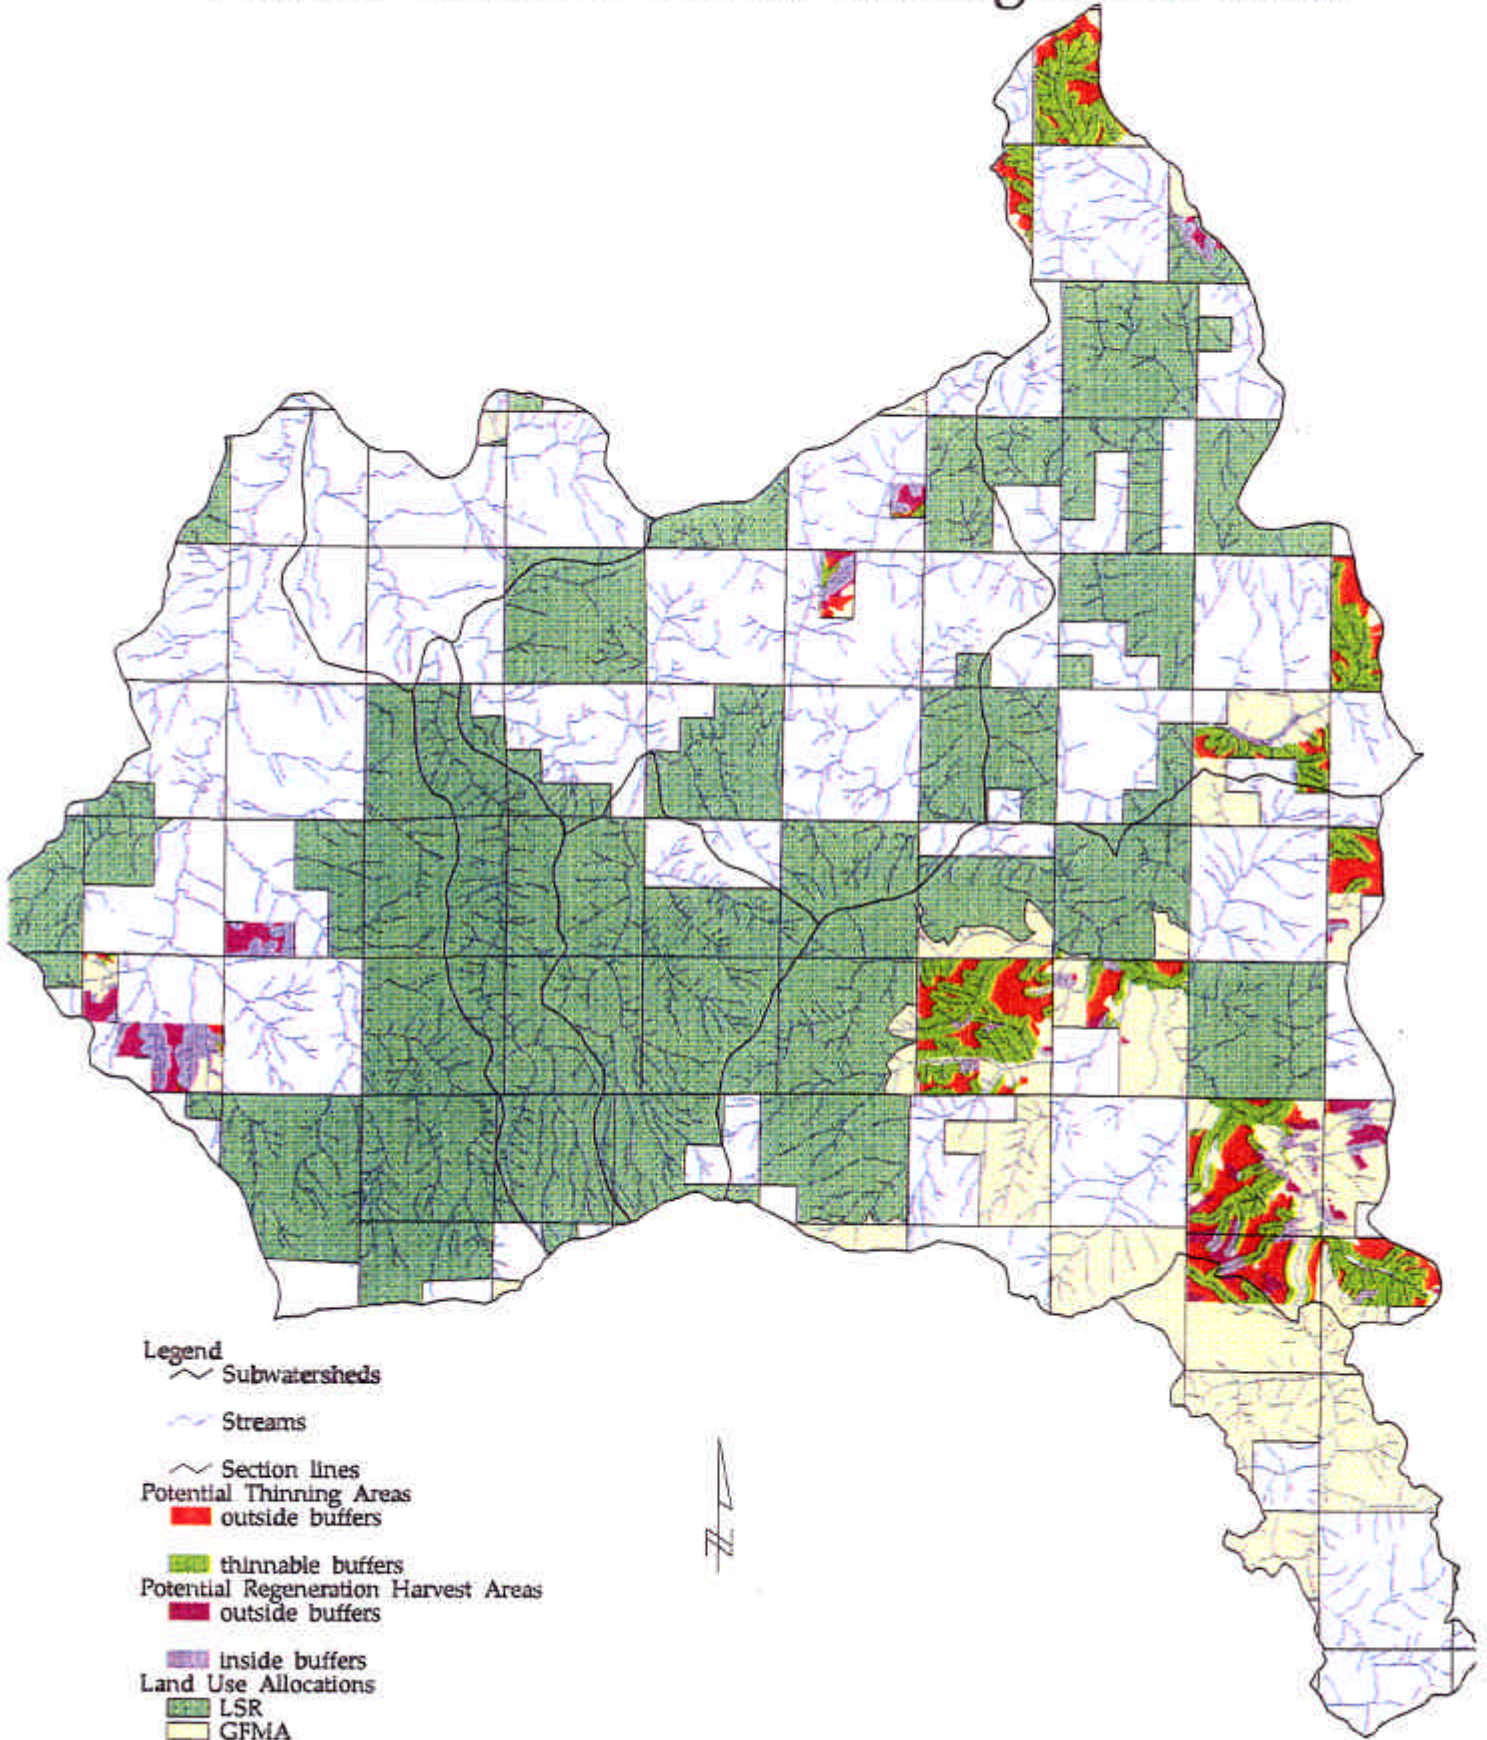 Legend
Subwatersheds
Streams
Section lines
Potential Thinning Areas
outside buffers
thinnable buffers
Potential Regeneration Harvest Areas
outside buffers
inside buffers
Land Use Allocations
LSR
GFMA